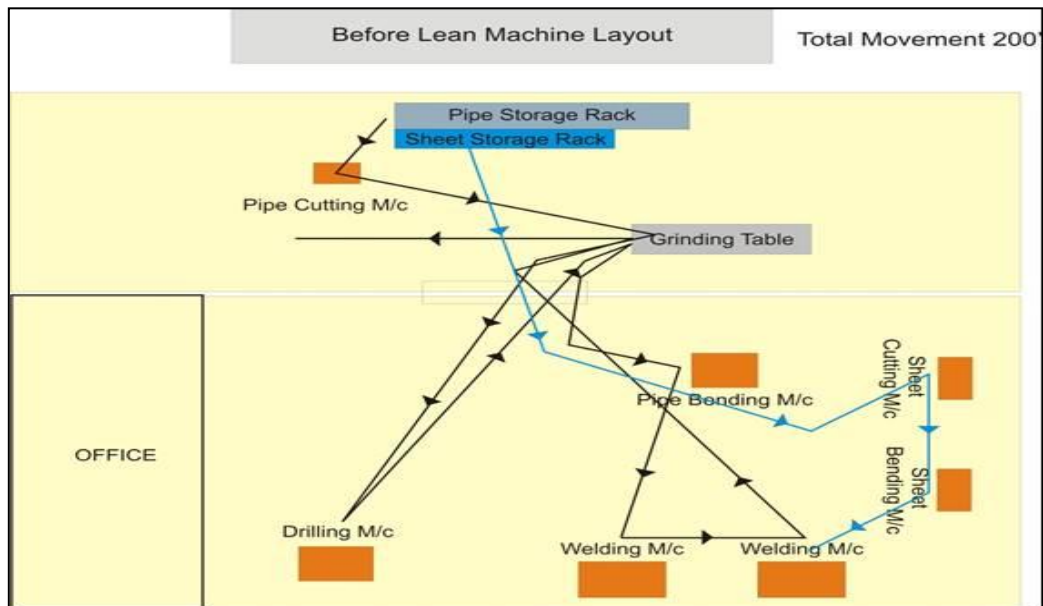 Before Lean Machine Layout
Total Movement 200'
Pipe Storage Rack
Sheet Storage Rack
Pipe Cutting M/c
Grinding Table
Sheet
Cutting M/c
Pipe Bending M/c
OFFICE
Sheet
Bending M/c
Drilling M/c
Welding M/c
Welding M/c